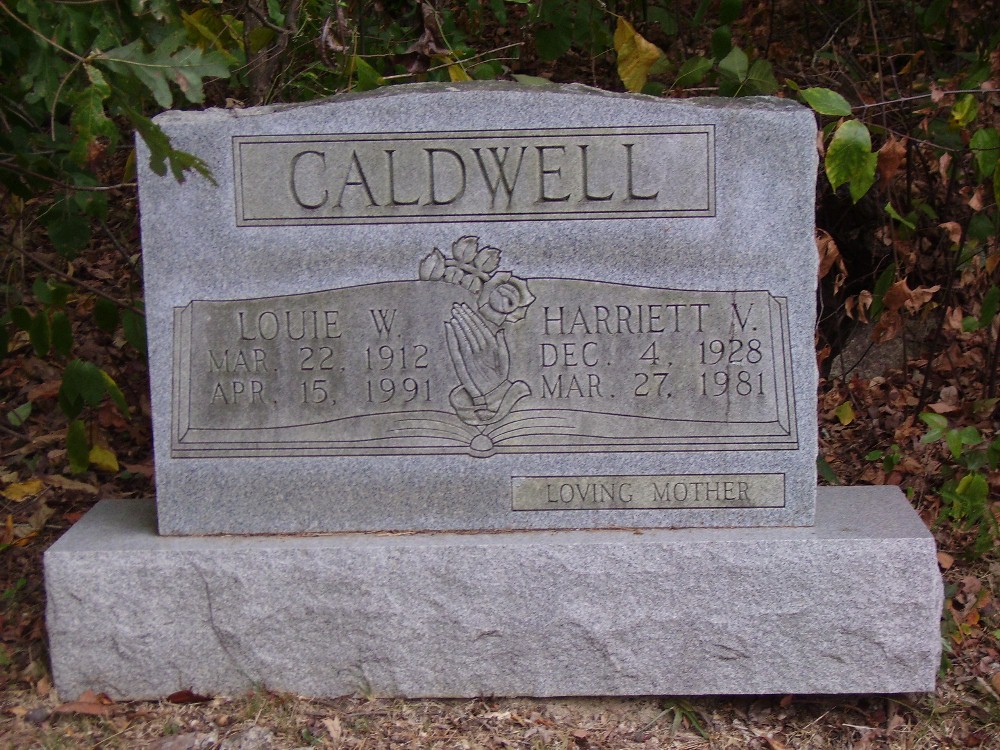 CALDWELL
LOUIE W.
MAR. 22, 1912
APR. 15, 1991
HARRIETT V.
DEC. 4, 1928
MAR. 27, 1981
LOVING MOTHER